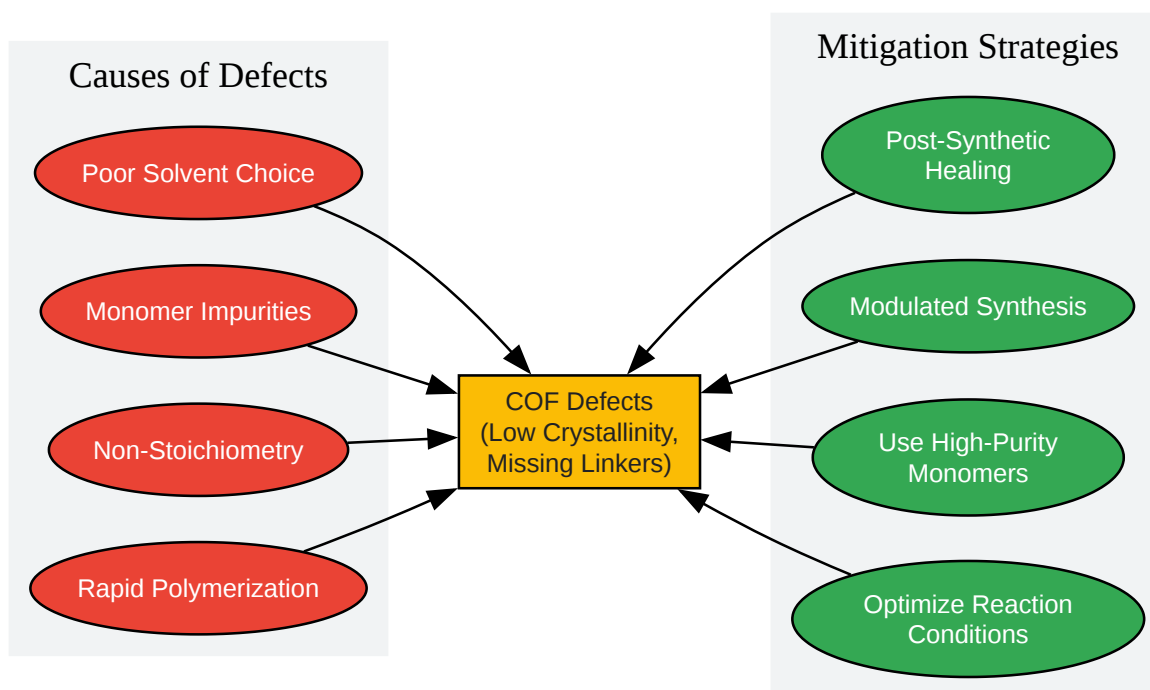 Causes of Defects
Poor Solvent Choice
Monomer Impurities
Non-Stoichiometry
Rapid Polymerization
COF Defects
(Low Crystallinity,
Missing Linkers)
Mitigation Strategies
Post-Synthetic
Healing
Modulated Synthesis
Use High-Purity
Monomers
Optimize Reaction
Conditions